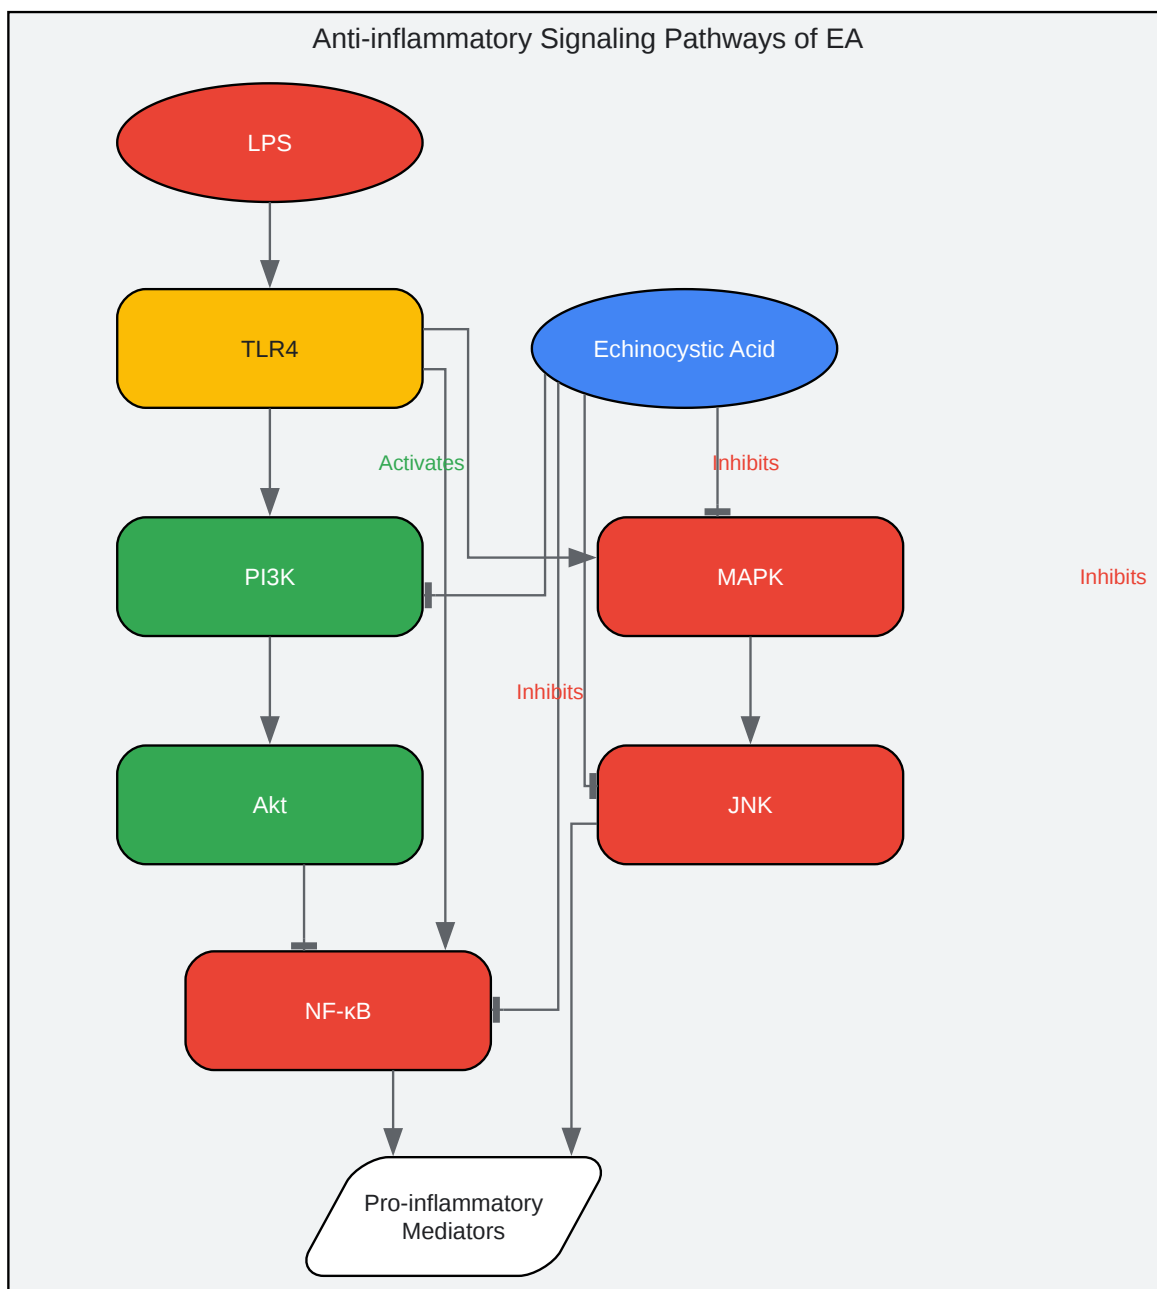 Anti-inflammatory Signaling Pathways of EA
LPS
TLR4
Echinocystic Acid
Activates
Inhibits
PI3K
MAPK
Inhibits
Inhibits
Akt
JNK
NF-κB
Pro-inflammatory
Mediators